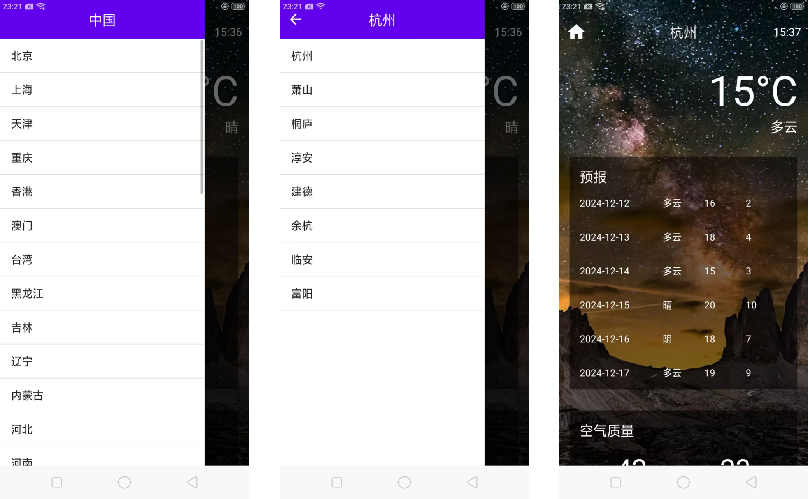 23:21
中国
15:36
°C
晴
北京
上海
天津
重庆
香港
澳门
台湾
黑龙江
吉林
辽宁
内蒙古
河北
河南
23:21
杭州
°C
晴
杭州
萧山
桐庐
淳安
建德
余杭
临安
富阳
23:21
杭州
15:37
15°C
多云
预报
2024-12-12 多云 16 2
2024-12-13 多云 18 4
2024-12-14 多云 15 3
2024-12-15 晴 20 10
2024-12-16 阴 18 7
2024-12-17 多云 19 9
空气质量